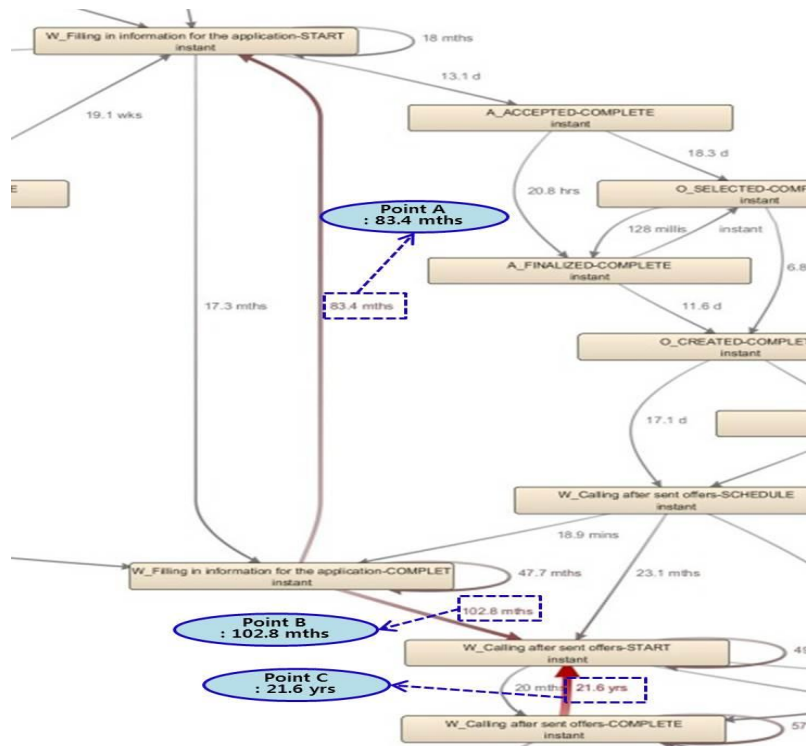 W_Filling in information for the application-START
instant
18 mths
13.1 d
19.1 wks
A_ACCEPTED-COMPLETE
instant
18.3 d
E
20.8 hrs
O_SELECTED-COMP
instant
Point A
: 83.4 mths
128 millis
instant
A_FINALIZED-COMPLETE
instant
6.8
17.3 mths
83.4 mths
11.6 d
O_CREATED-COMPLET
instant
17.1 d
W_Calling after sent offers-SCHEDULE
instant
18.9 mins
W_Filling in information for the application-COMPLET
instant
47.7 mths
23.1 mths
102.8 mths
Point B
: 102.8 mths
W_Calling after sent offers-START
instant
49
Point C
: 21.6 yrs
20 mths
21.6 yrs
W_Calling after sent offers-COMPLETE
instant
57